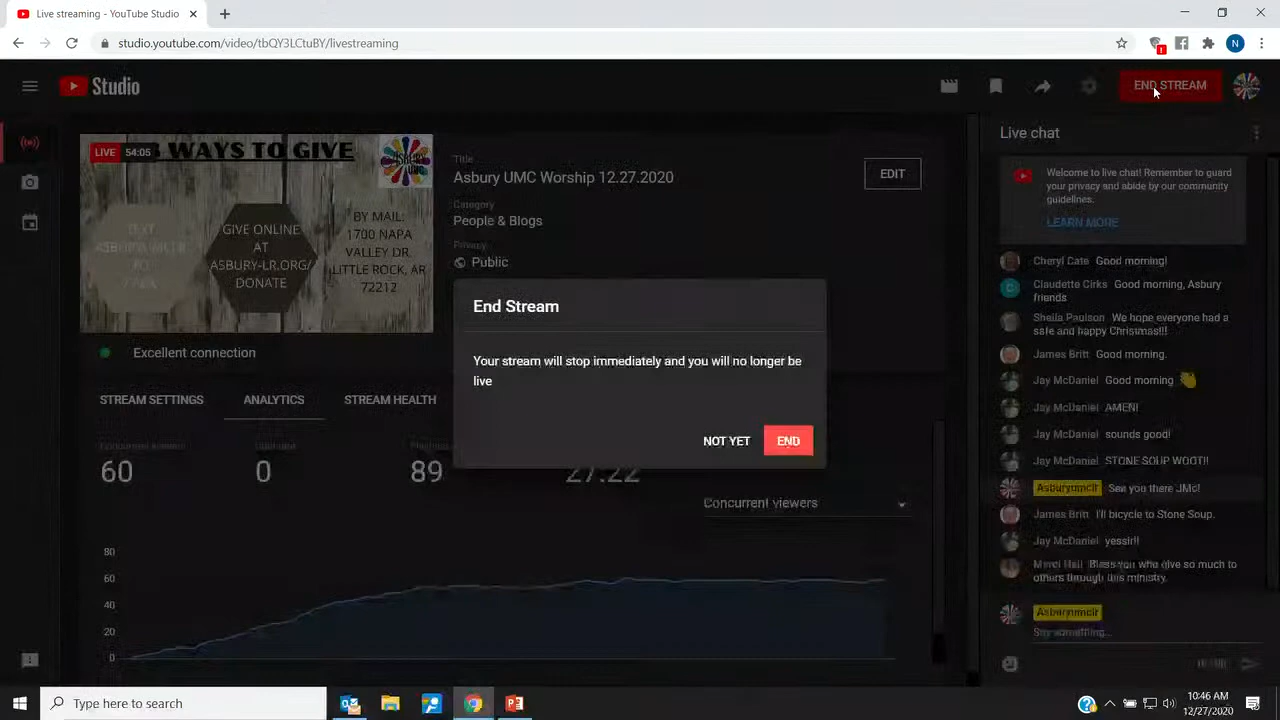 Live streaming - YouTube Studio
studio.youtube.com/video/tbQY3LCtuBY/livestreaming
N
Studio
END STREAM
LIVE 54:05
3 WAYS TO GIVE
ASBURY
UMC
GIVE ONLINE
AT
ASBURY-LR.ORG/
DONATE
BY MAIL:
1700 NAPA
VALLEY DR.
LITTLE ROCK, AR
72212
Excellent connection
Title
Asbury UMC Worship 12.27.2020
EDIT
Category
People & Blogs
Privacy
Public
End Stream
Your stream will stop immediately and you will no longer be
live
NOT YET
END
STREAM SETTINGS
ANALYTICS
STREAM HEALTH
Concurrent viewers
60
0
89
27:22
Concurrent viewers
80
60
40
20
0
Live chat
Welcome to live chat! Remember to guard
your privacy and abide by our community
guidelines.
LEARN MORE
Cheryl Cate Good morning!
C
Claudette Cirks Good morning, Asbury
friends
Sheila Paulson We hope everyone had a
safe and happy Christmas!!!
James Britt Good morning.
Jay McDaniel Good morning
Jay McDaniel AMEN!
Jay McDaniel sounds good!
Jay McDaniel STONE SOUP WOOT!!
Asburyumclr See you there JMc!
James Britt I'll bicycle to Stone Soup.
Jay McDaniel yessir!!
Bless you who give so much to
others through this ministry.
Asburyumclr
Say something...
Type here to search
10:46 AM
12/27/2020